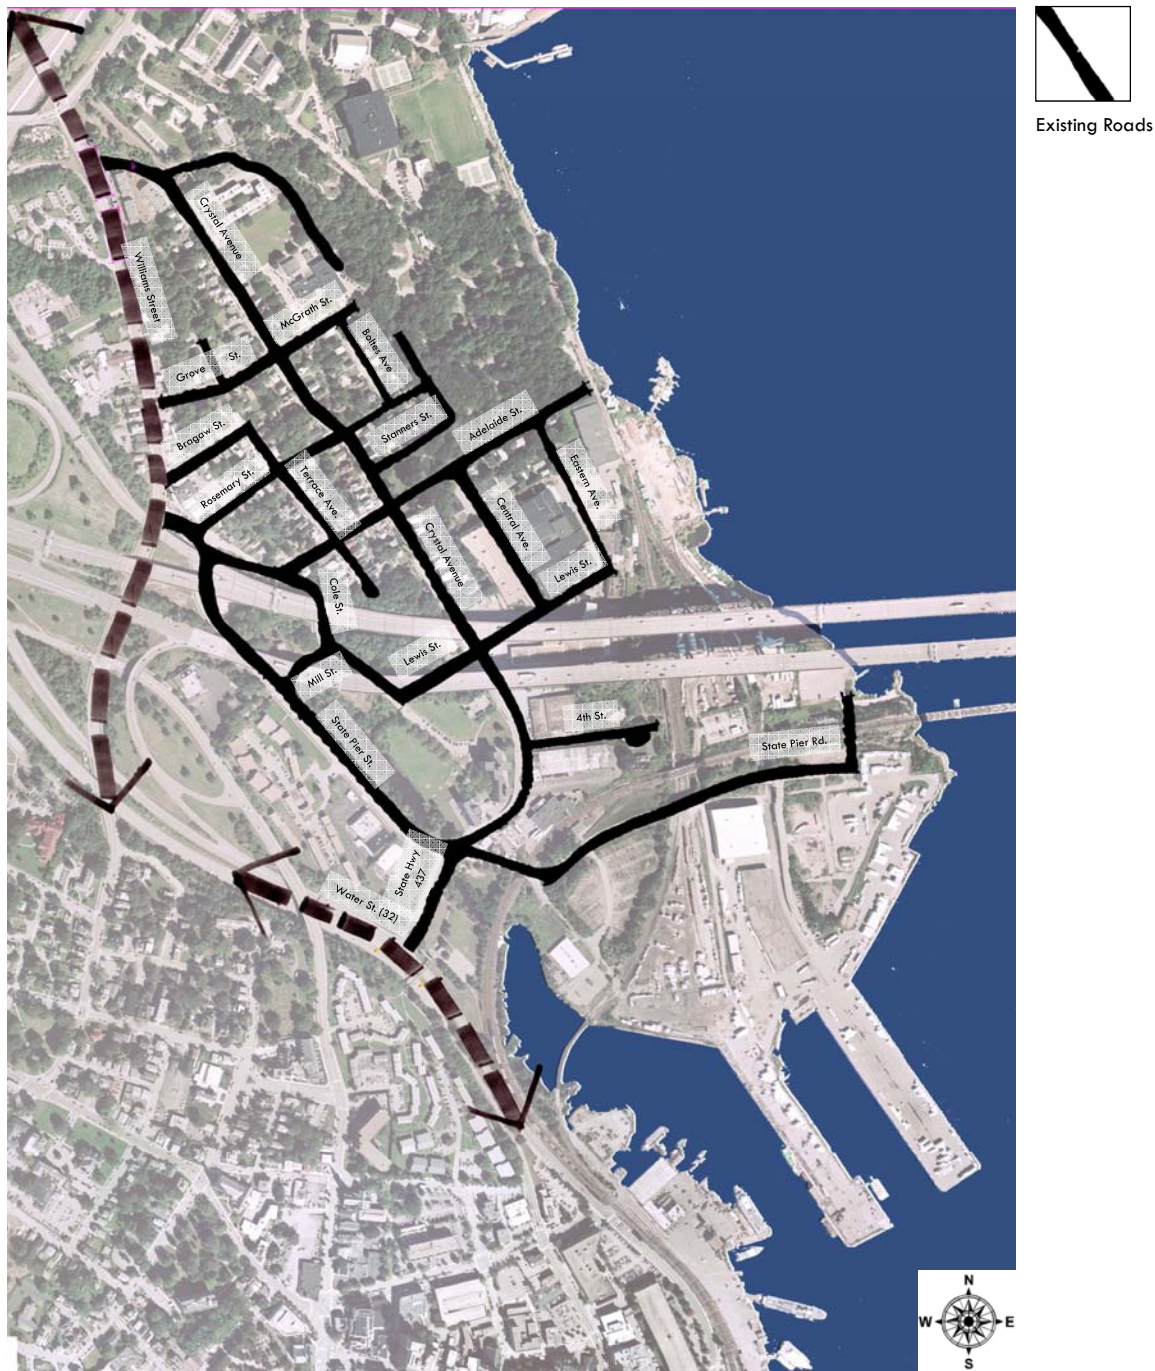 Existing Roads
Crystal Avenue
Williams Street
McGrath St.
Bolles Ave
Grove St.
Stanners St.
Adelaide St.
Bragaw St.
Rosemary St.
Terrace Ave.
Eastern Ave.
Central Ave.
Crystal Avenue
Lewis St.
Cole St.
Lewis St.
Mill St.
4th St.
State Pier St.
State Pier Rd.
State Hwy
437
Water St. (32)
N
W E
S